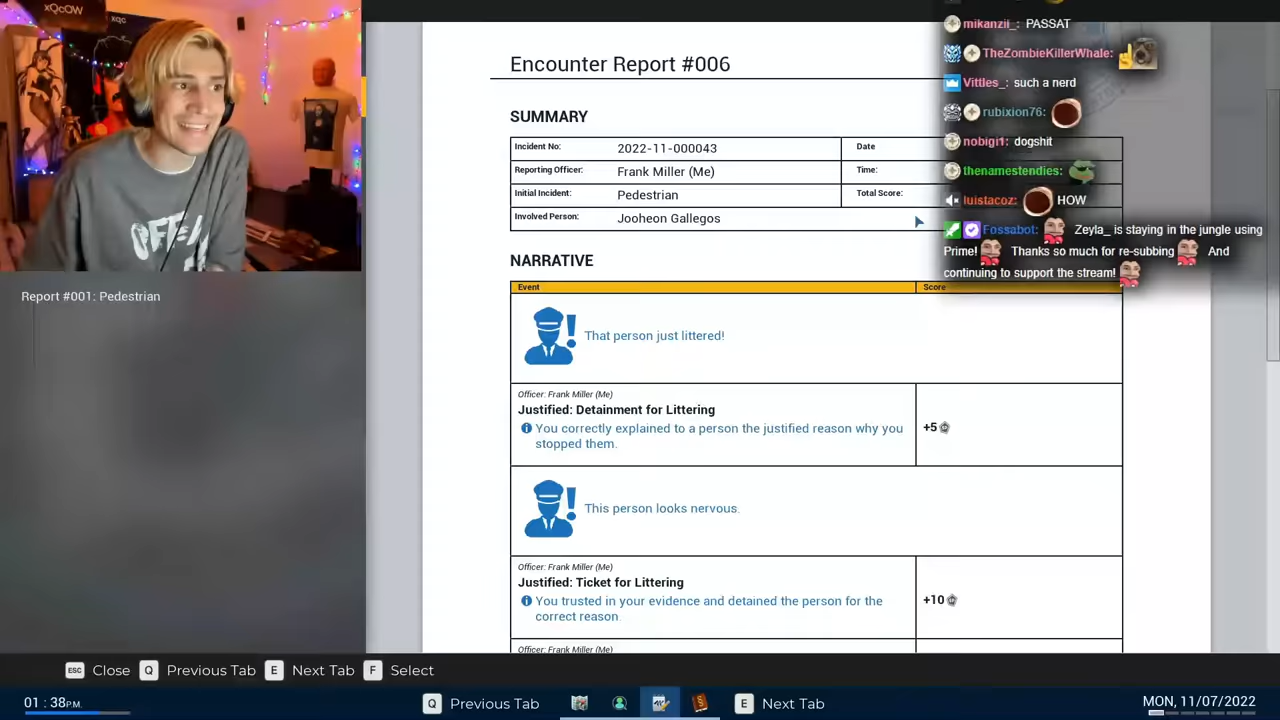 xQcOW
xqc
OFF
mikanzii_: PASSAT
TheZombieKillerWhale:
Vittles_: such a nerd
rubixion76:
nobigi1: dogshit
thenamestendies:
luistacoz: HOW
Fossabot: Zeyla_ is staying in the jungle using
Prime! Thanks so much for re-subbing And
continuing to support the stream!
Encounter Report #006
SUMMARY
Incident No: 2022-11-000043 Date
Reporting Officer: Frank Miller (Me) Time:
Initial Incident: Pedestrian Total Score:
Involved Person: Jooheon Gallegos
NARRATIVE
Event Score
That person just littered!
Officer: Frank Miller (Me)
Justified: Detainment for Littering
You correctly explained to a person the justified reason why you
stopped them.
+5
This person looks nervous.
Officer: Frank Miller (Me)
Justified: Ticket for Littering
You trusted in your evidence and detained the person for the
correct reason.
+10
Officer: Frank Miller (Me)
Report #001: Pedestrian
ESC Close Q Previous Tab E Next Tab F Select
01 : 38 P.M. Q Previous Tab E Next Tab MON, 11/07/2022